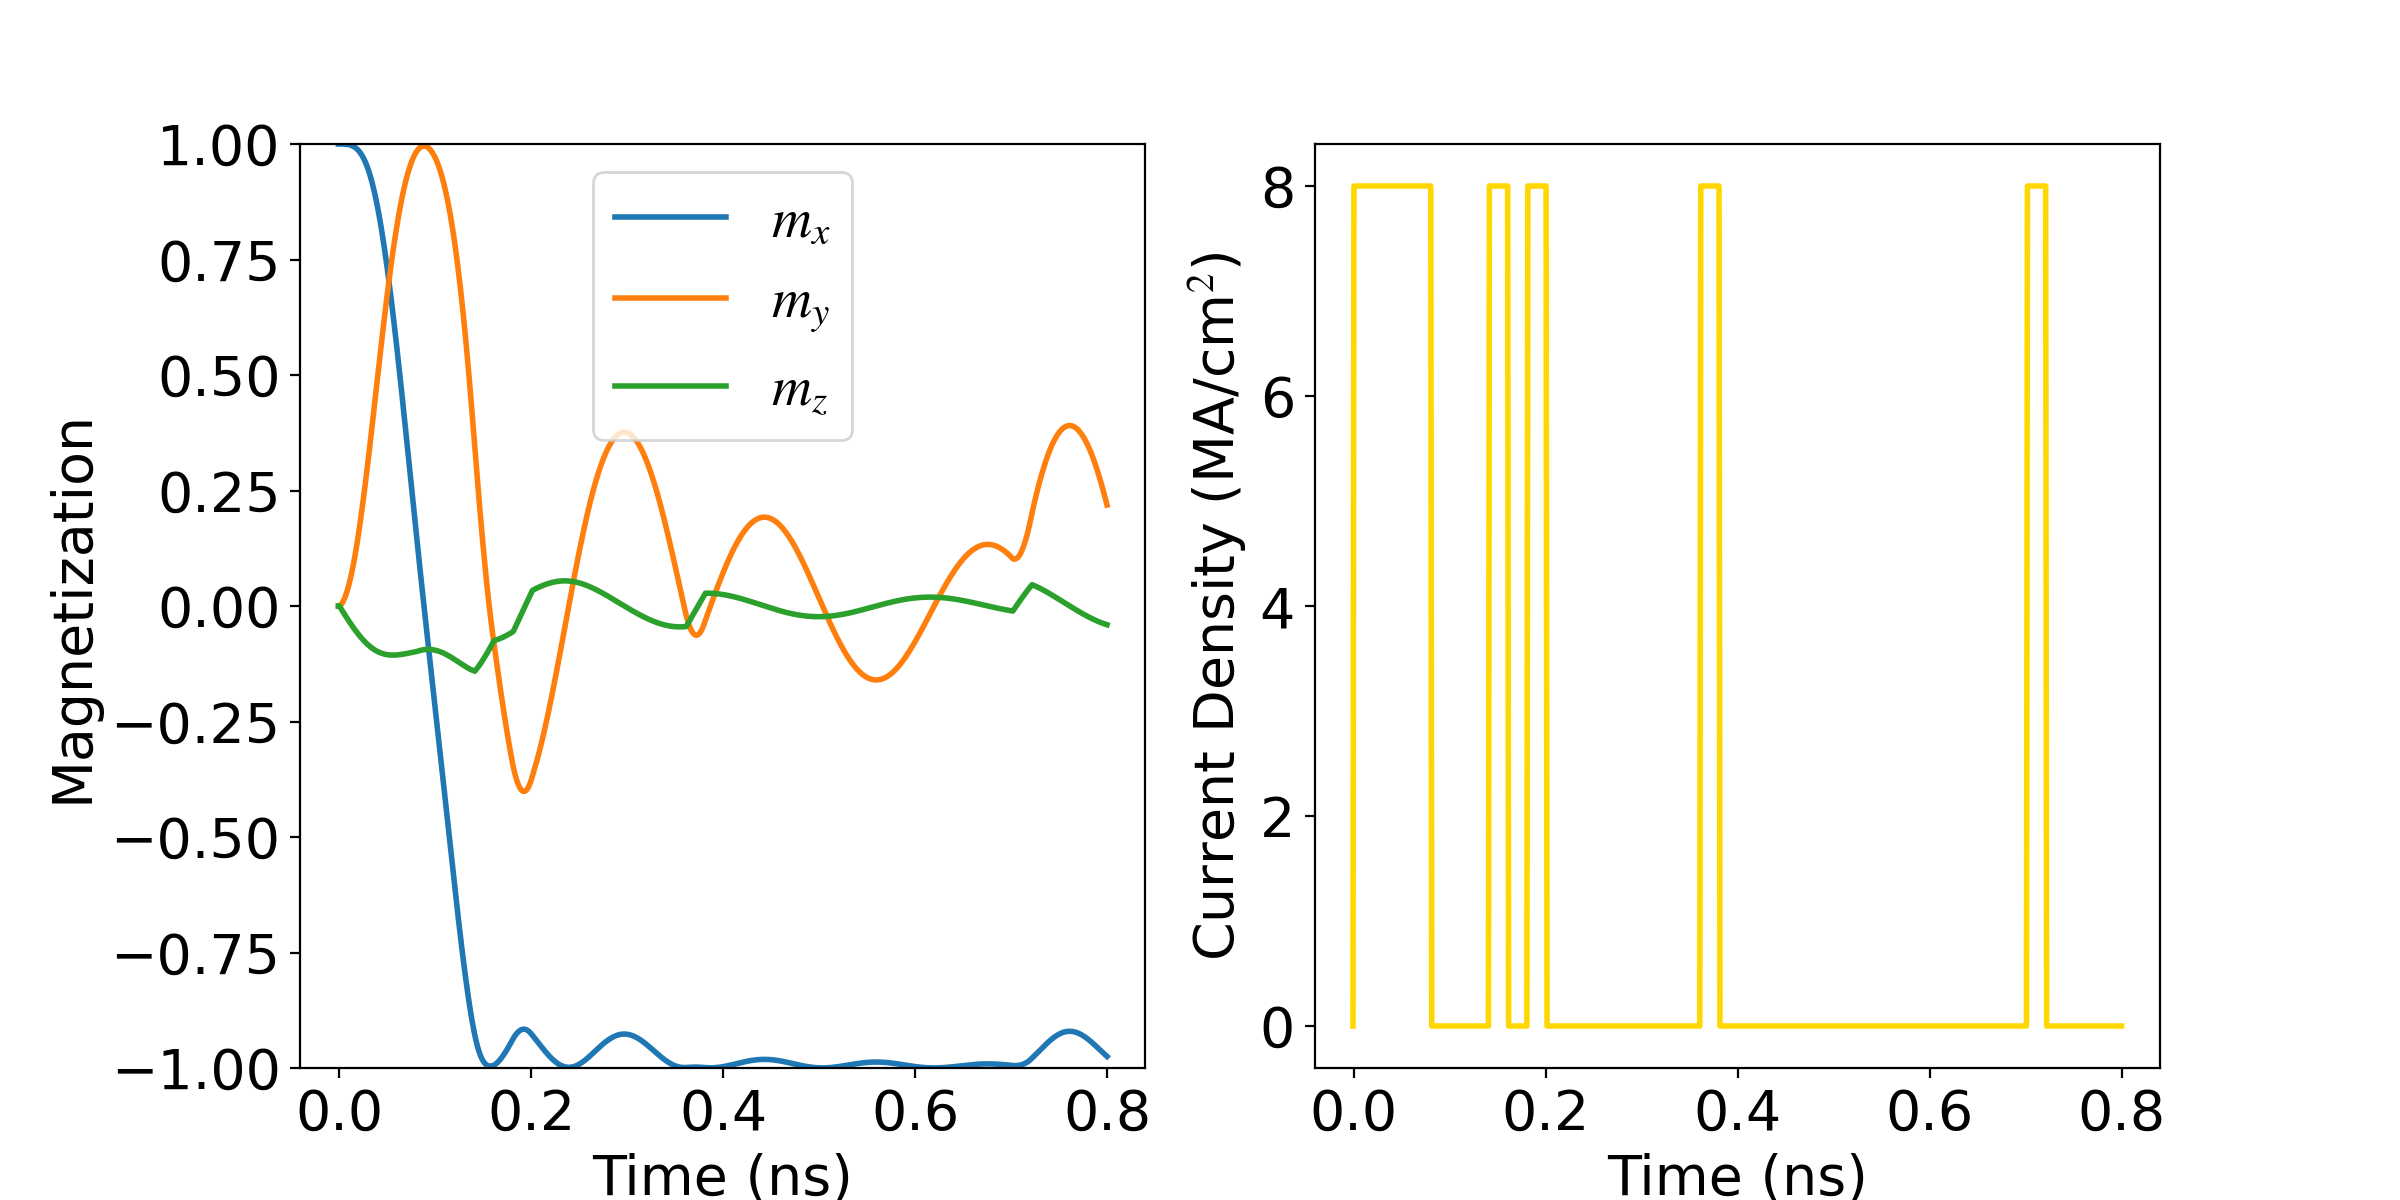 1.00
0.75
0.50
0.25
0.00
−0.25
−0.50
−0.75
−1.00
Magnetization
0.0 0.2 0.4 0.6 0.8
Time (ns)
m_x
m_y
m_z
8
6
4
2
0
Current Density (MA/cm²)
0.0 0.2 0.4 0.6 0.8
Time (ns)